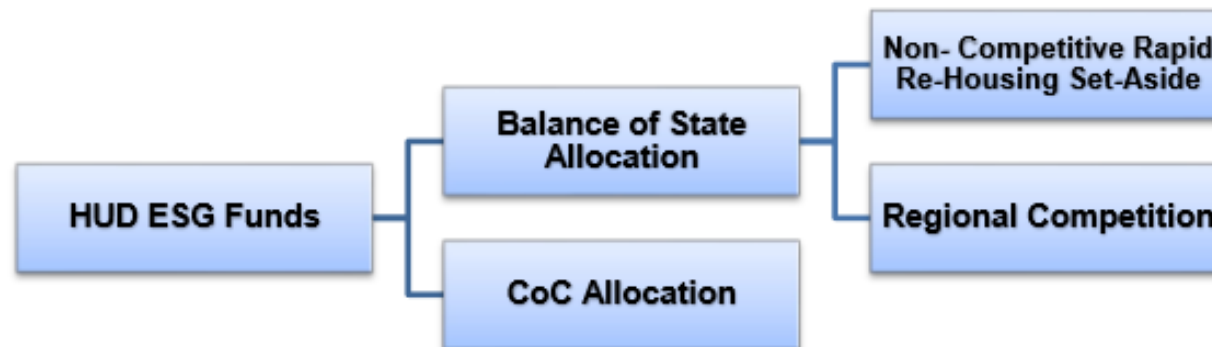 Non- Competitive Rapid
Re-Housing Set-Aside
Balance of State
Allocation
HUD ESG Funds
Regional Competition
CoC Allocation